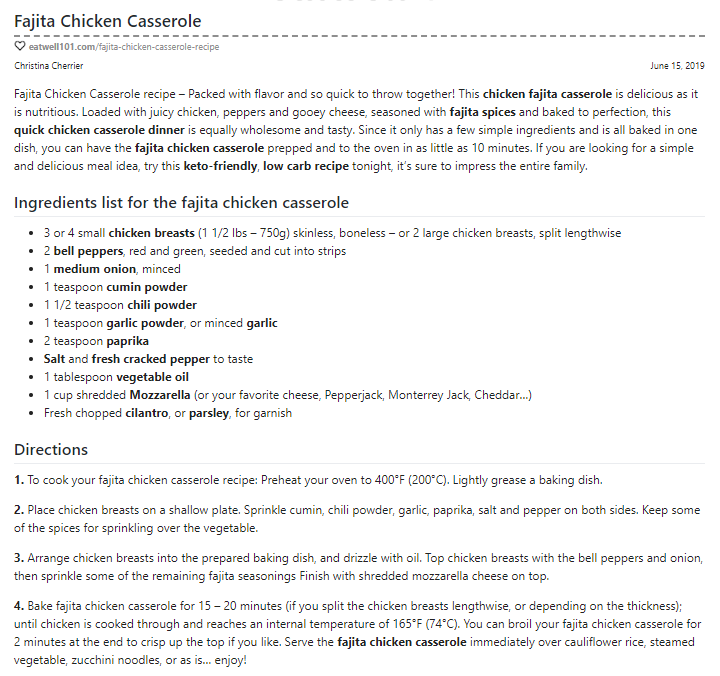 Fajita Chicken Casserole
eatwell101.com/fajita-chicken-casserole-recipe
Christina Cherrier
June 15, 2019
Fajita Chicken Casserole recipe – Packed with flavor and so quick to throw together! This chicken fajita casserole is delicious as it
is nutritious. Loaded with juicy chicken, peppers and gooey cheese, seasoned with fajita spices and baked to perfection, this
quick chicken casserole dinner is equally wholesome and tasty. Since it only has a few simple ingredients and is all baked in one
dish, you can have the fajita chicken casserole prepped and to the oven in as little as 10 minutes. If you are looking for a simple
and delicious meal idea, try this keto-friendly, low carb recipe tonight, it's sure to impress the entire family.
Ingredients list for the fajita chicken casserole
• 3 or 4 small chicken breasts (1 1/2 lbs – 750g) skinless, boneless – or 2 large chicken breasts, split lengthwise
• 2 bell peppers, red and green, seeded and cut into strips
• 1 medium onion, minced
• 1 teaspoon cumin powder
• 1 1/2 teaspoon chili powder
• 1 teaspoon garlic powder, or minced garlic
• 2 teaspoon paprika
• Salt and fresh cracked pepper to taste
• 1 tablespoon vegetable oil
• 1 cup shredded Mozzarella (or your favorite cheese, Pepperjack, Monterrey Jack, Cheddar...)
• Fresh chopped cilantro, or parsley, for garnish
Directions
1. To cook your fajita chicken casserole recipe: Preheat your oven to 400°F (200°C). Lightly grease a baking dish.
2. Place chicken breasts on a shallow plate. Sprinkle cumin, chili powder, garlic, paprika, salt and pepper on both sides. Keep some
of the spices for sprinkling over the vegetable.
3. Arrange chicken breasts into the prepared baking dish, and drizzle with oil. Top chicken breasts with the bell peppers and onion,
then sprinkle some of the remaining fajita seasonings Finish with shredded mozzarella cheese on top.
4. Bake fajita chicken casserole for 15 – 20 minutes (if you split the chicken breasts lengthwise, or depending on the thickness);
until chicken is cooked through and reaches an internal temperature of 165°F (74°C). You can broil your fajita chicken casserole for
2 minutes at the end to crisp up the top if you like. Serve the fajita chicken casserole immediately over cauliflower rice, steamed
vegetable, zucchini noodles, or as is... enjoy!